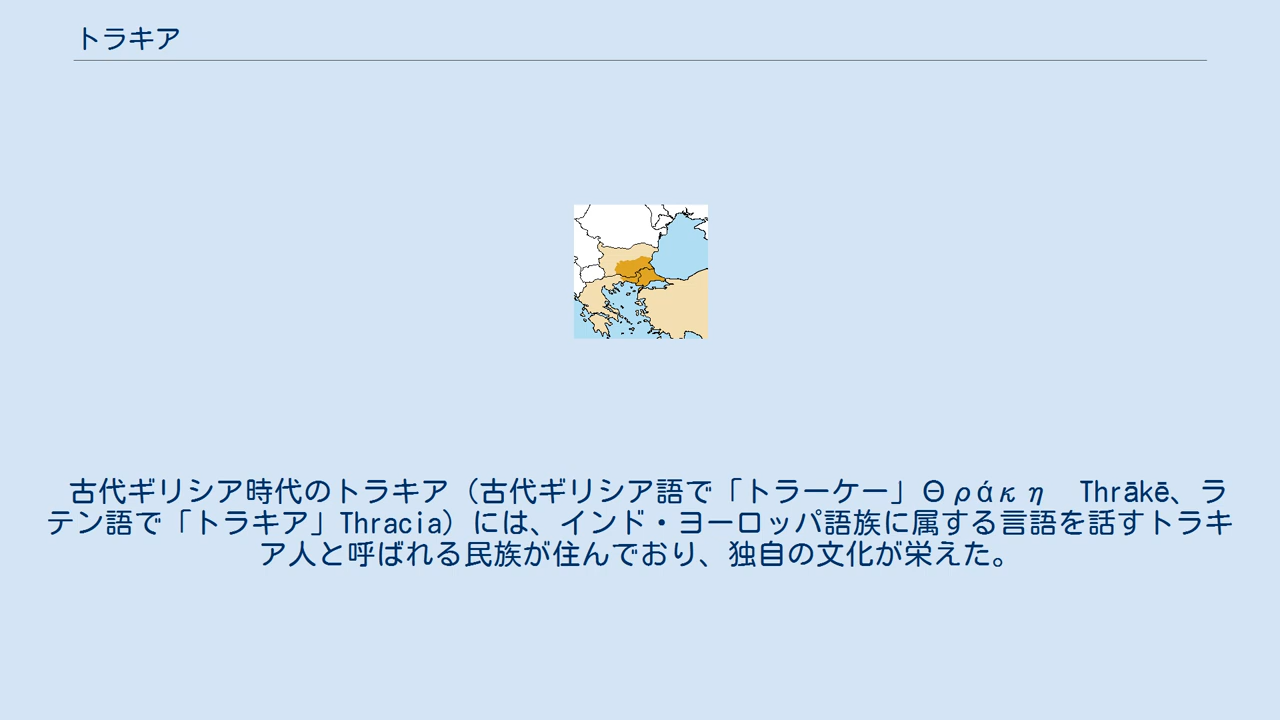 トラキア
古代ギリシア時代のトラキア（古代ギリシア語で「トラーケー」Θράκη　Thrākē、ラ
テン語で「トラキア」Thracia）には、インド・ヨーロッパ語族に属する言語を話すトラキ
ア人と呼ばれる民族が住んでおり、独自の文化が栄えた。